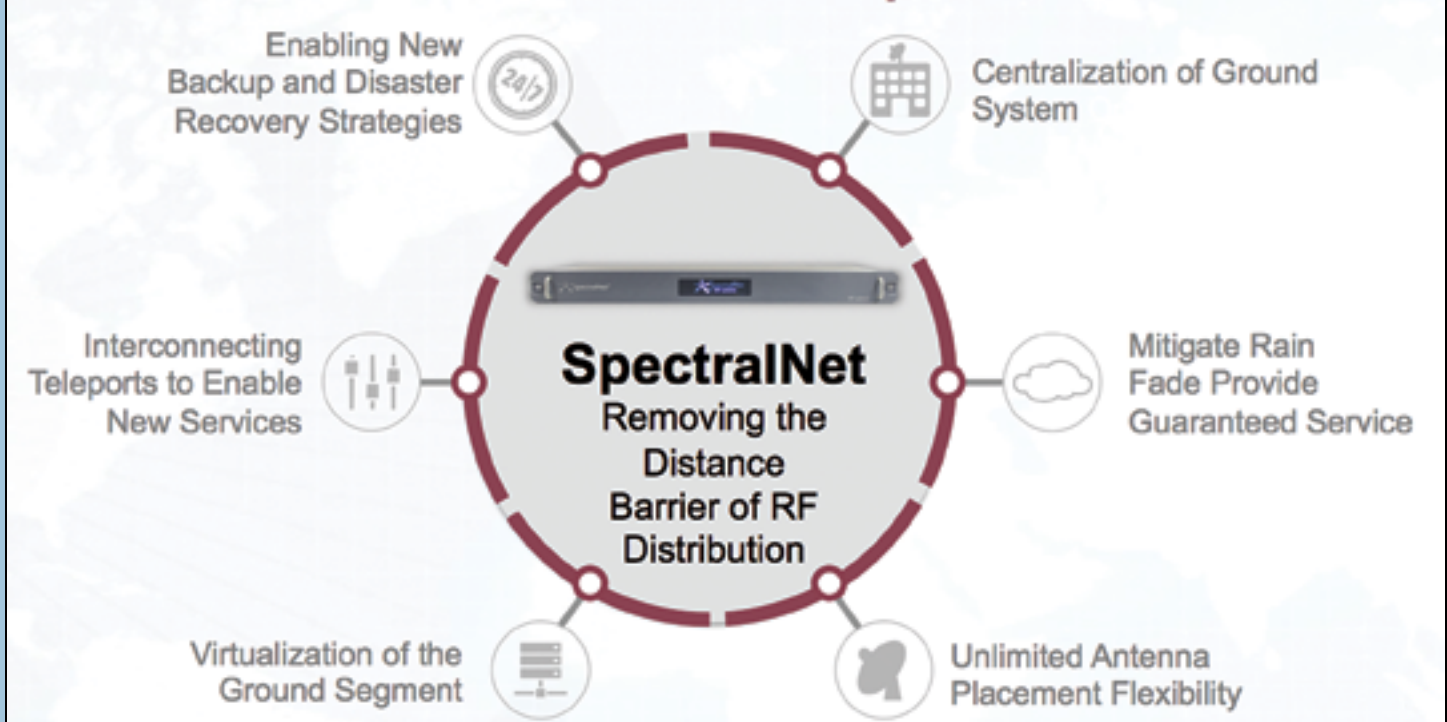 Enabling New
Backup and Disaster
Recovery Strategies
24/7
Centralization of Ground
System
Interconnecting
Teleports to Enable
New Services
SpectralNet
Removing the
Distance
Barrier of RF
Distribution
Mitigate Rain
Fade Provide
Guaranteed Service
Virtualization of the
Ground Segment
Unlimited Antenna
Placement Flexibility